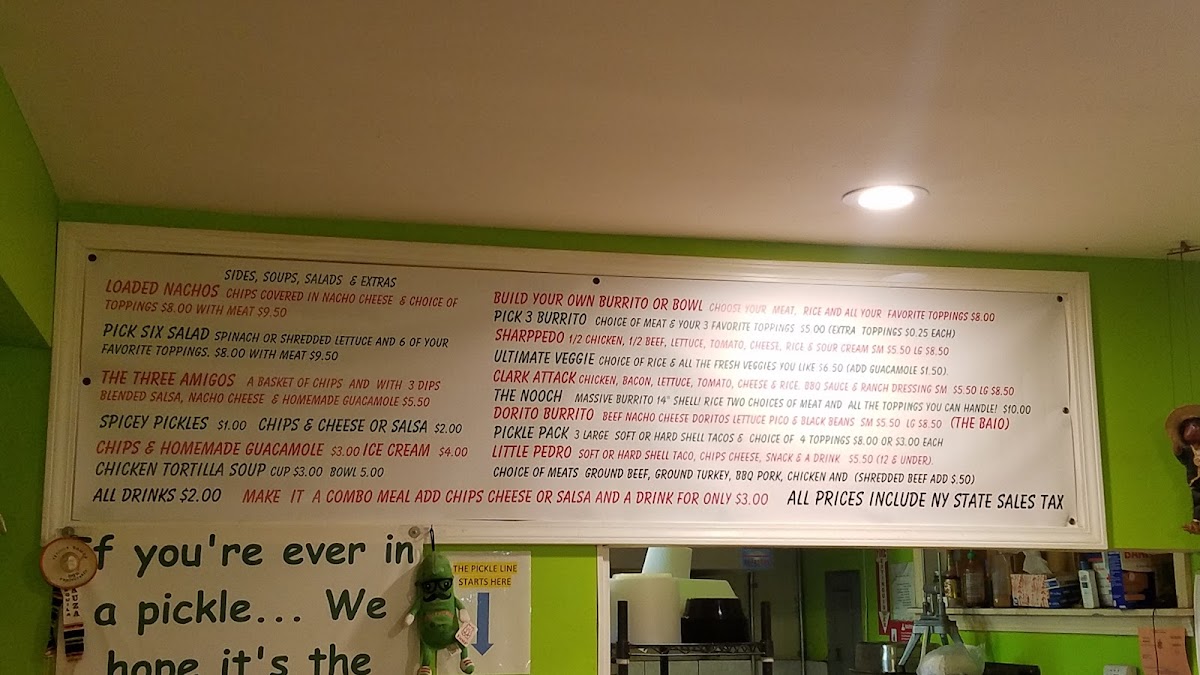 SIDES, SOUPS, SALADS & EXTRAS
LOADED NACHOS CHIPS COVERED IN NACHO CHEESE & CHOICE OF
TOPPINGS $8.00 WITH MEAT $9.50
PICK SIX SALAD SPINACH OR SHREDDED LETTUCE AND 6 OF YOUR
FAVORITE TOPPINGS. $8.00 WITH MEAT $9.50
THE THREE AMIGOS A BASKET OF CHIPS AND WITH 3 DIPS
BLENDED SALSA, NACHO CHEESE & HOMEMADE GUACAMOLE $5.50
SPICEY PICKLES $1.00 CHIPS & CHEESE OR SALSA $2.00
CHIPS & HOMEMADE GUACAMOLE $3.00 ICE CREAM $4.00
CHICKEN TORTILLA SOUP CUP $3.00 BOWL 5.00
BUILD YOUR OWN BURRITO OR BOWL CHOOSE YOUR MEAT, RICE AND ALL YOUR FAVORITE TOPPINGS $8.00
PICK 3 BURRITO CHOICE OF MEAT & YOUR 3 FAVORITE TOPPINGS $5.00 (EXTRA TOPPINGS $0.25 EACH)
SHARPPEDO 1/2 CHICKEN, 1/2 BEEF, LETTUCE, TOMATO, CHEESE, RICE & SOUR CREAM SM $5.50 LG $8.50
ULTIMATE VEGGIE CHOICE OF RICE & ALL THE FRESH VEGGIES YOU LIKE $6.50 (ADD GUACAMOLE $1.50).
CLARK ATTACK CHICKEN, BACON, LETTUCE, TOMATO, CHEESE & RICE. BBQ SAUCE & RANCH DRESSING SM $5.50 LG $8.50
THE NOOCH MASSIVE BURRITO 14" SHELL! RICE TWO CHOICES OF MEAT AND ALL THE TOPPINGS YOU CAN HANDLE! $10.00
DORITO BURRITO BEEF NACHO CHEESE DORITOS LETTUCE PICO & BLACK BEANS SM $5.50 LG $8.50 (THE BAIO)
PICKLE PACK 3 LARGE SOFT OR HARD SHELL TACOS & CHOICE OF 4 TOPPINGS $8.00 OR $3.00 EACH
LITTLE PEDRO SOFT OR HARD SHELL TACO, CHIPS CHEESE, SNACK & A DRINK $5.50 (12 & UNDER).
CHOICE OF MEATS GROUND BEEF, GROUND TURKEY, BBQ PORK, CHICKEN AND (SHREDDED BEEF ADD $.50)
ALL DRINKS $2.00 MAKE IT A COMBO MEAL ADD CHIPS CHEESE OR SALSA AND A DRINK FOR ONLY $3.00 ALL PRICES INCLUDE NY STATE SALES TAX
If you're ever in
a pickle... We
hope it's the
THE PICKLE LINE
STARTS HERE